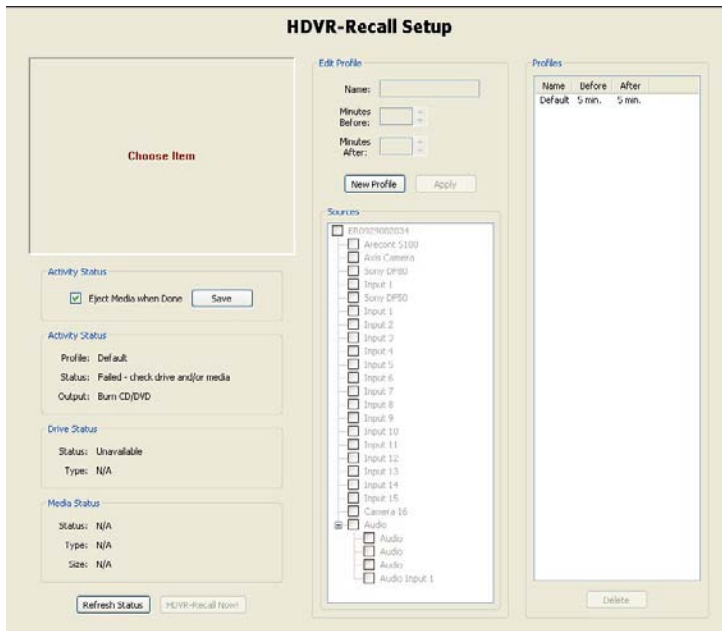 HDVR-Recall Setup
Choose Item
Activity Status
Eject Media when Done
Save
Activity Status
Profile: Default
Status: Failed - check drive and/or media
Output: Burn CD/DVD
Drive Status
Status: Unavailable
Type: N/A
Media Status
Status: N/A
Type: N/A
Size: N/A
Refresh Status
HDVR-Recall Now!
Edit Profile
Name:
Minutes Before:
Minutes After:
New Profile
Apply
Sources
Arecont 5100
Axis Camera
Sony DF80
Input 1
Sony DF50
Input 1
Input 2
Input 3
Input 4
Input 5
Input 6
Input 7
Input 8
Input 9
Input 10
Input 11
Input 12
Input 13
Input 14
Input 15
Camera 16
Audio
Audio
Audio
Audio
Audio Input 1
Profiles
Name Before After
Default 5 min. 5 min.
Delete